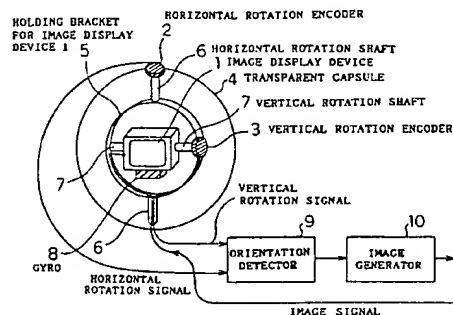 HORIZONTAL ROTATION ENCODER
HOLDING BRACKET
FOR IMAGE DISPLAY
DEVICE 1
2
5
6 HORIZONTAL ROTATION SHAFT
1 IMAGE DISPLAY DEVICE
4 TRANSPARENT CAPSULE
7 VERTICAL ROTATION SHAFT
3 VERTICAL ROTATION ENCODER
7
VERTICAL
ROTATION SIGNAL
8
GYRO
6
9
10
ORIENTATION
DETECTOR
IMAGE
GENERATOR
HORIZONTAL
ROTATION SIGNAL
IMAGE SIGNAL